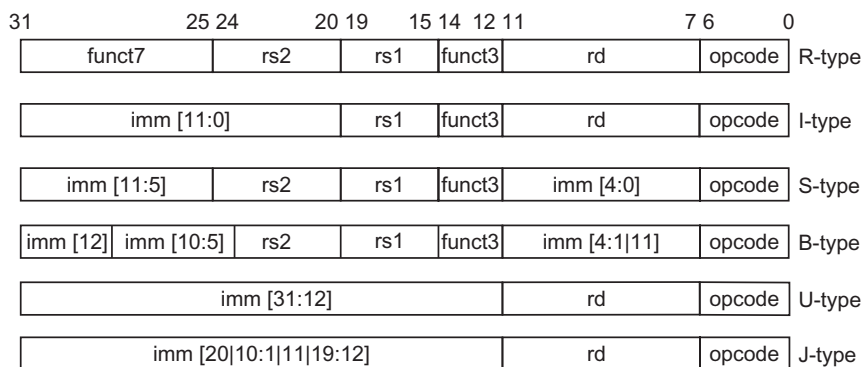 31 25 24 20 19 15 14 12 11 7 6 0
funct7 rs2 rs1 funct3 rd opcode R-type
imm [11:0] rs1 funct3 rd opcode I-type
imm [11:5] rs2 rs1 funct3 imm [4:0] opcode S-type
imm [12] imm [10:5] rs2 rs1 funct3 imm [4:1|11] opcode B-type
imm [31:12] rd opcode U-type
imm [20|10:1|11|19:12] rd opcode J-type